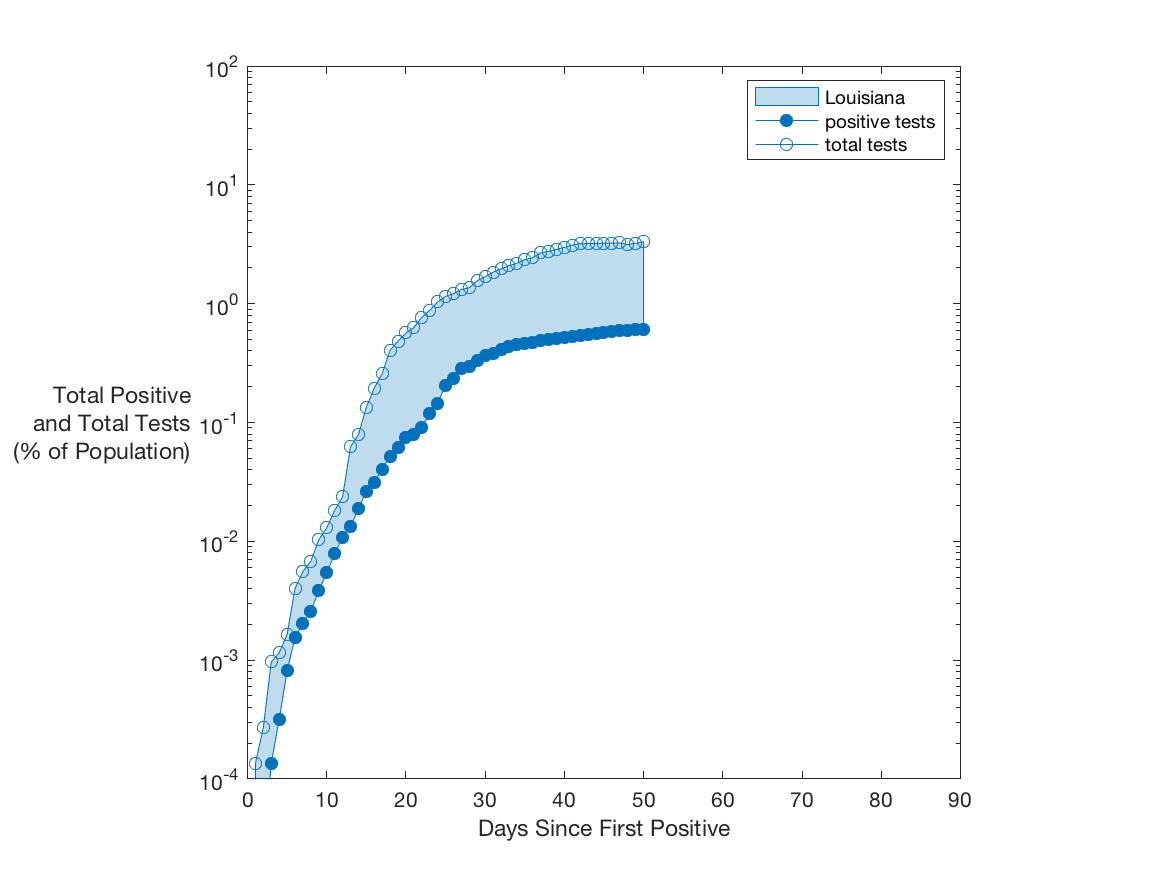 10^2
10^1
10^0
10^-1
10^-2
10^-3
10^-4
Total Positive
and Total Tests
(% of Population)
Louisiana
positive tests
total tests
0 10 20 30 40 50 60 70 80 90
Days Since First Positive